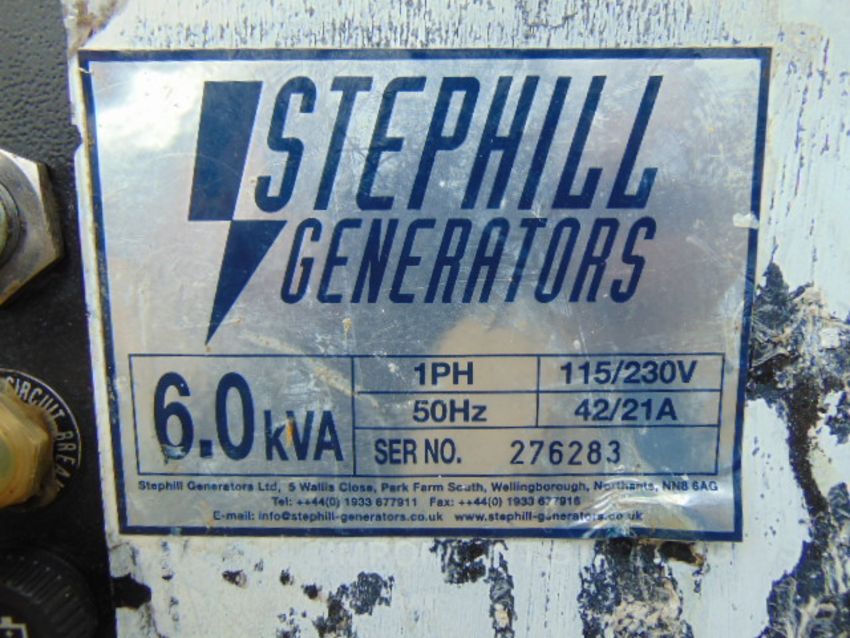 STEPHILL
GENERATORS
6.0 kVA
1PH 115/230V
50Hz 42/21A
SER NO. 276283
Stephill Generators Ltd, 5 Wallis Close, Park Farm South, Wellingborough, Northants, NN8 6AG
Tel: ++44(0) 1933 677911 Fax: ++44(0) 1933 677916
E-mail: info@stephill-generators.co.uk www.stephill-generators.co.uk
CIRCUIT